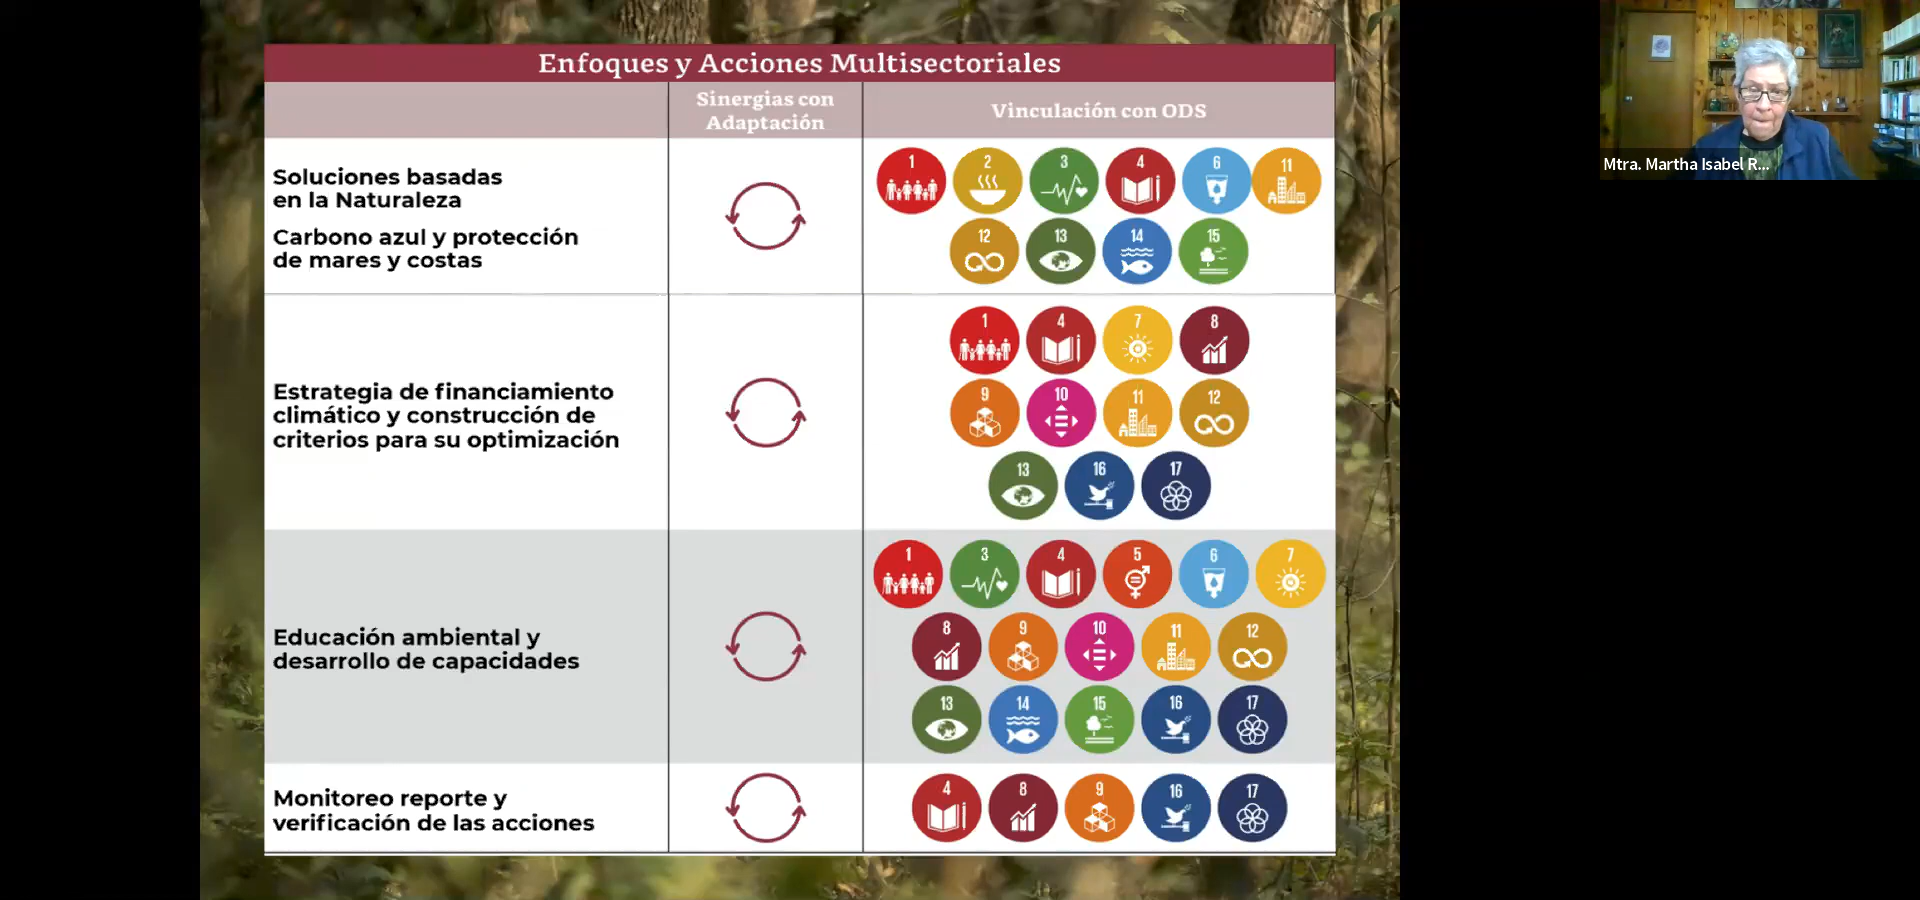 Enfoques y Acciones Multisectoriales
Sinergias con
Adaptación
Vinculación con ODS
Soluciones basadas
en la Naturaleza
Carbono azul y protección
de mares y costas
1 2 3 4 6 11
12 13 14 15
Estrategia de financiamiento
climático y construcción de
criterios para su optimización
1 4 7 8
9 10 11 12
13 16 17
Educación ambiental y
desarrollo de capacidades
1 3 4 5 6 7
8 9 10 11 12
13 14 15 16 17
Monitoreo reporte y
verificación de las acciones
4 8 9 16 17
Mtra. Martha Isabel R...